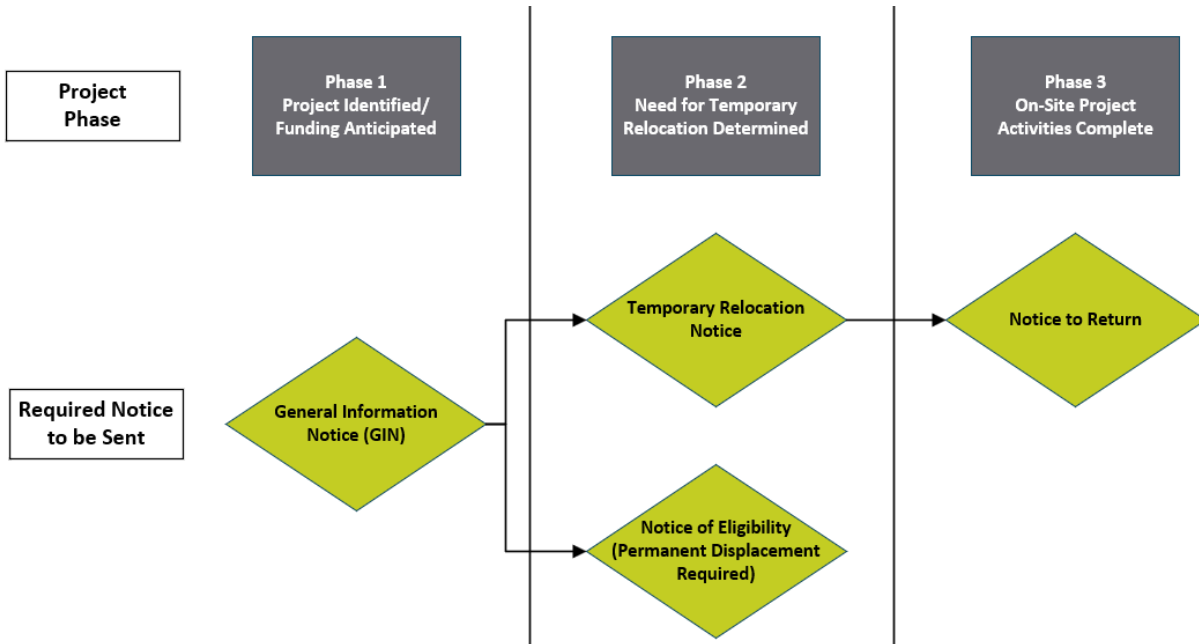 Project
Phase
Phase 1
Project Identified/
Funding Anticipated
Phase 2
Need for Temporary
Relocation Determined
Phase 3
On-Site Project
Activities Complete
Required Notice
to be Sent
General Information
Notice (GIN)
Temporary Relocation
Notice
Notice of Eligibility
(Permanent Displacement
Required)
Notice to Return